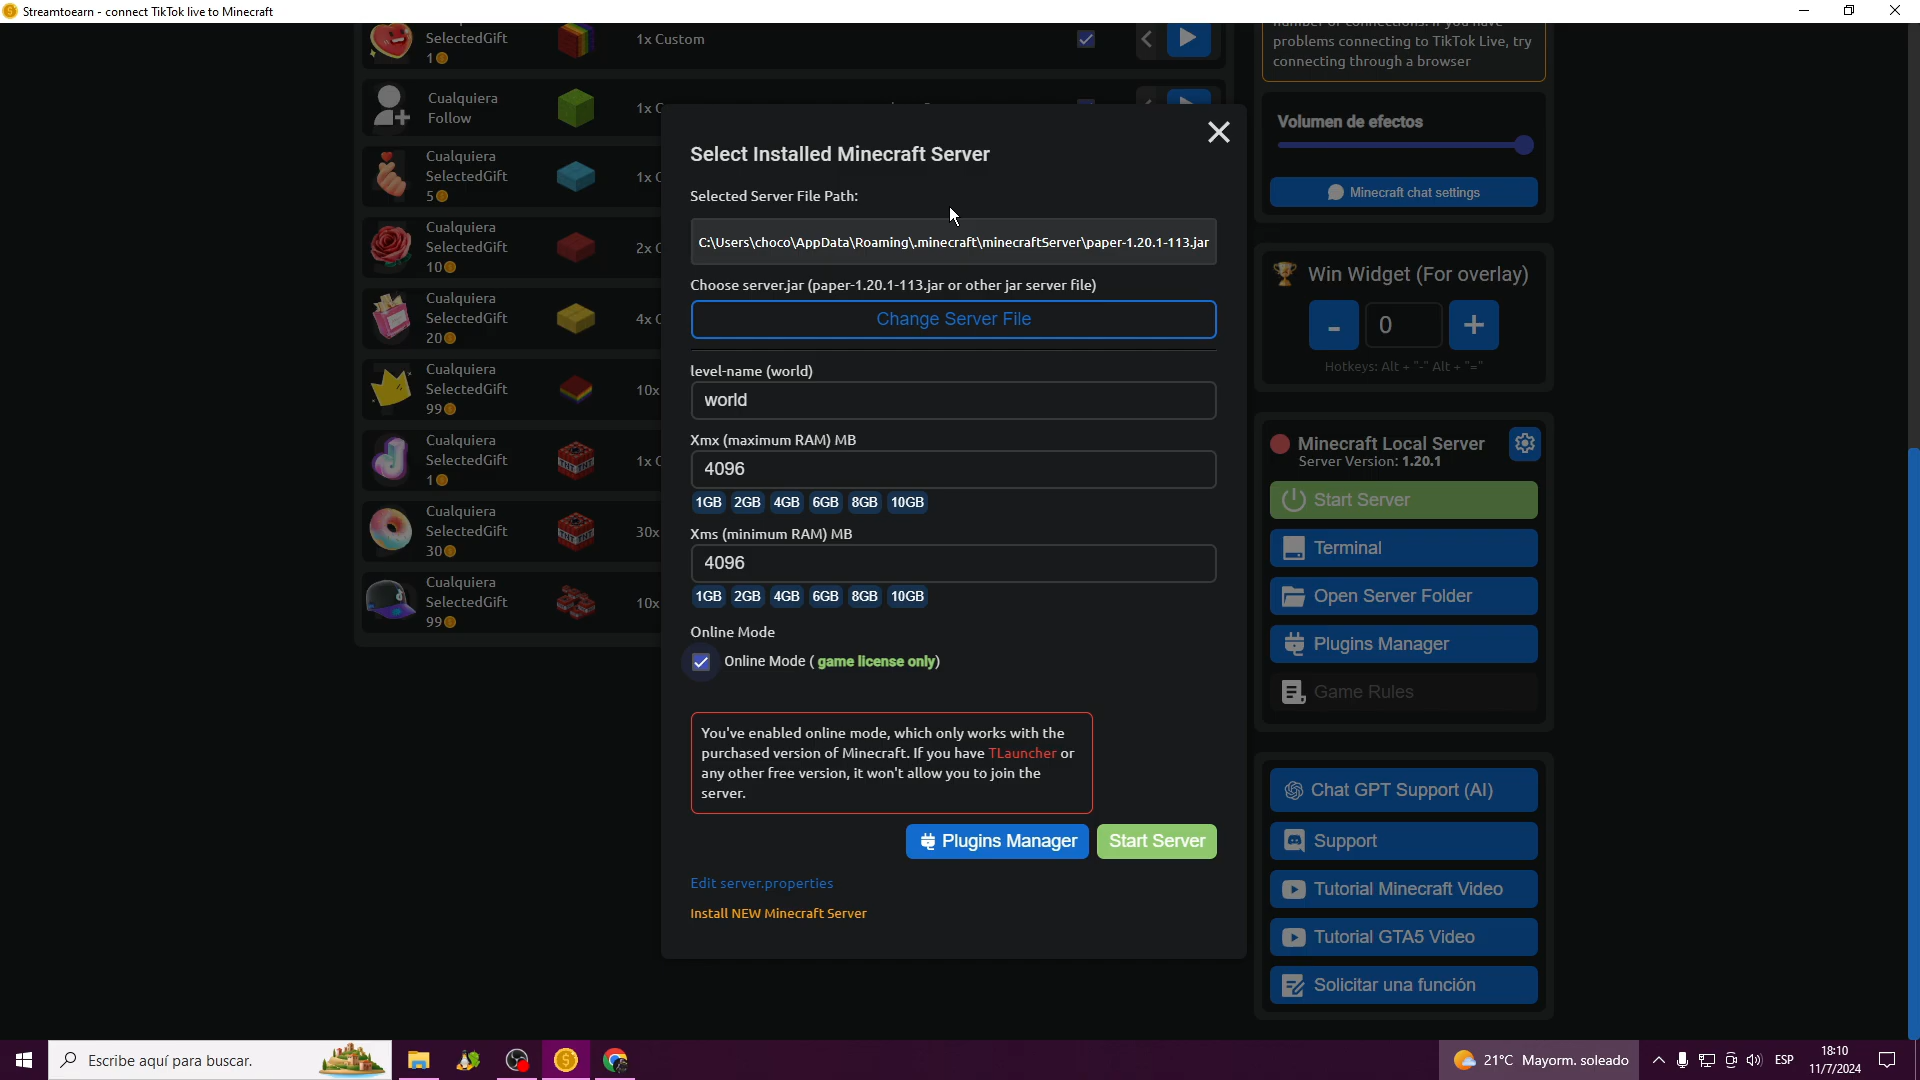 Streamtoearn - connect TikTok live to Minecraft
SelectedGift
1
1x Custom
Cualquiera
Follow
1x C
Cualquiera
SelectedGift
5
1x C
Cualquiera
SelectedGift
10
2x C
Cualquiera
SelectedGift
20
4x C
Cualquiera
SelectedGift
99
10x
Cualquiera
SelectedGift
1
1x C
Cualquiera
SelectedGift
30
30x
Cualquiera
SelectedGift
99
10x
Select Installed Minecraft Server
Selected Server File Path:
C:\Users\choco\AppData\Roaming\.minecraft\minecraftServer\paper-1.20.1-113.jar
Choose server.jar (paper-1.20.1-113.jar or other jar server file)
Change Server File
level-name (world)
world
Xmx (maximum RAM) MB
4096
1GB 2GB 4GB 6GB 8GB 10GB
Xms (minimum RAM) MB
4096
1GB 2GB 4GB 6GB 8GB 10GB
Online Mode
Online Mode ( game license only)
You've enabled online mode, which only works with the
purchased version of Minecraft. If you have TLauncher or
any other free version, it won't allow you to join the
server.
Plugins Manager
Start Server
Edit server.properties
Install NEW Minecraft Server
problems connecting to TikTok Live, try
connecting through a browser
Volumen de efectos
Minecraft chat settings
Win Widget (For overlay)
- 0 +
Hotkeys: Alt + "-" Alt + "="
Minecraft Local Server
Server Version: 1.20.1
Start Server
Terminal
Open Server Folder
Plugins Manager
Game Rules
Chat GPT Support (AI)
Support
Tutorial Minecraft Video
Tutorial GTA5 Video
Solicitar una función
Escribe aquí para buscar.
21°C Mayorm. soleado
ESP
18:10
11/7/2024